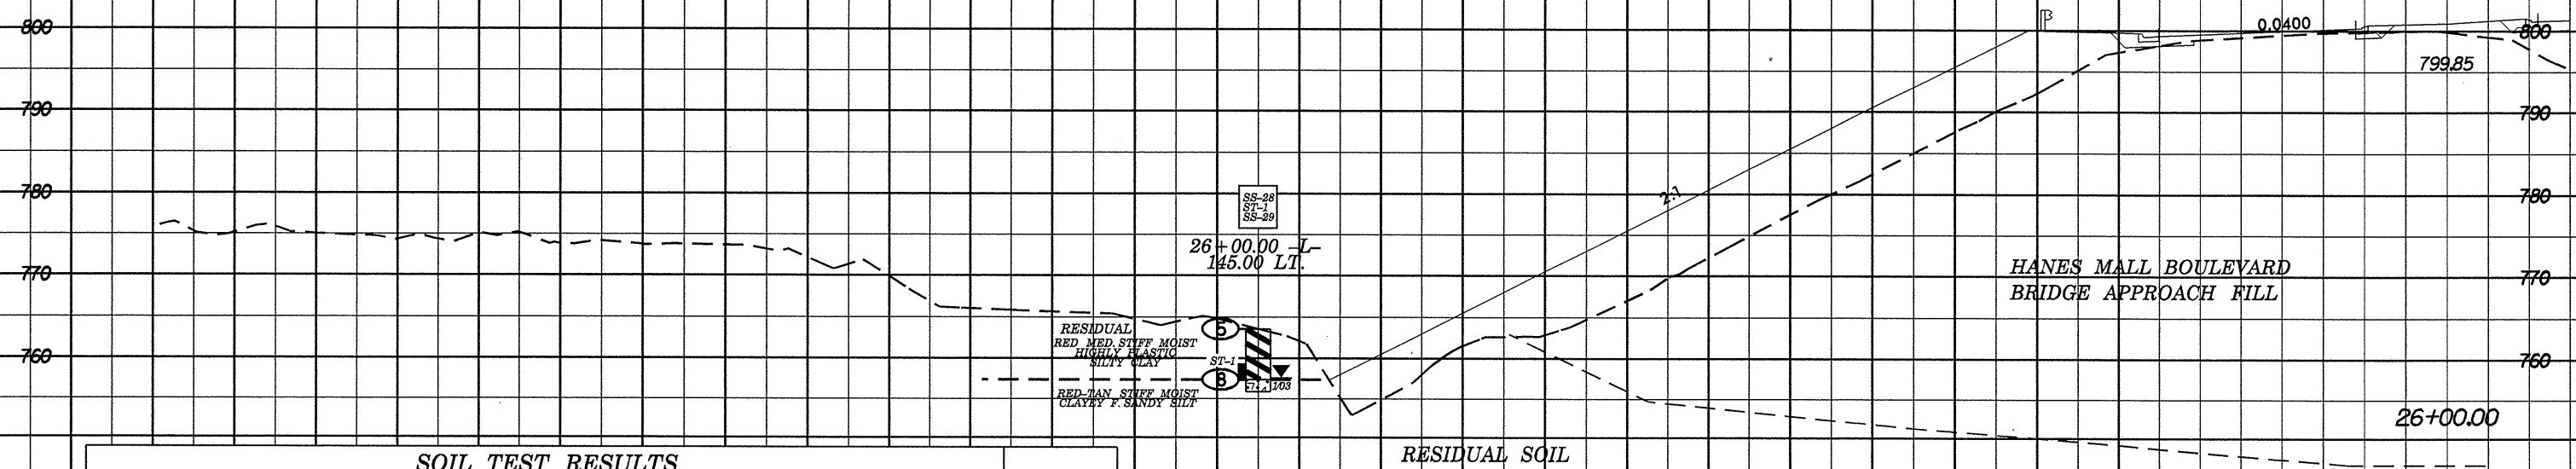 800
0.0400
800
799.85
790
790
780
780
SS-28
ST-1
SS-29
2:1
26+00.00 -L-
145.00 LT.
770
770
HANES MALL BOULEVARD
BRIDGE APPROACH FILL
RESIDUAL
5
RED MED. STIFF MOIST
HIGHLY PLASTIC
SILTY CLAY
760
ST-1
760
8
1/03
RED-TAN STIFF MOIST
CLAYEY F. SANDY SILT
26+00.00
RESIDUAL SOIL
SOIL TEST RESULTS